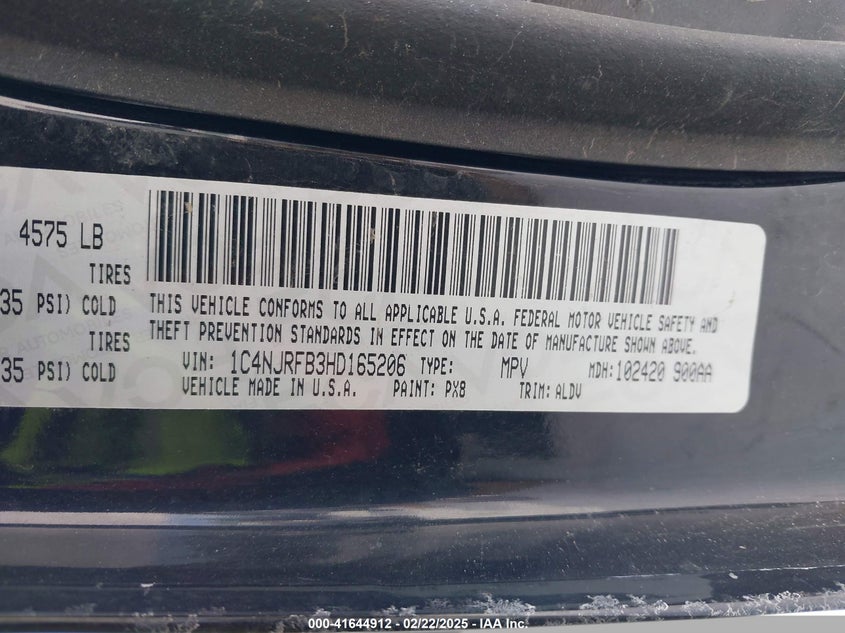 4575 LB
TIRES
35 PSI) COLD
TIRES
35 PSI) COLD
THIS VEHICLE CONFORMS TO ALL APPLICABLE U.S.A. FEDERAL MOTOR VEHICLE SAFETY AND
THEFT PREVENTION STANDARDS IN EFFECT ON THE DATE OF MANUFACTURE SHOWN ABOVE.
VIN: 1C4NJRFB3HD165206 TYPE: MPV MDH: 102420 900AA
VEHICLE MADE IN U.S.A. PAINT: PX8 TRIM: ALDV
000-41644912 - 02/22/2025 - IAA Inc.